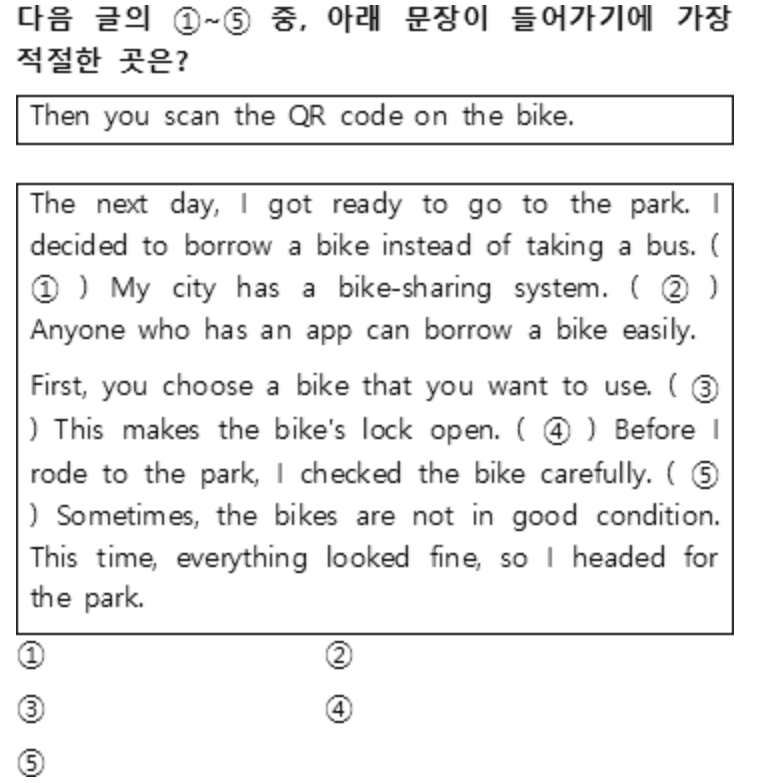 다음 글의 ①~⑤ 중, 아래 문장이 들어가기에 가장
적절한 곳은?
Then you scan the QR code on the bike.
The next day, I got ready to go to the park. I
decided to borrow a bike instead of taking a bus. (
① ) My city has a bike-sharing system. ( ② )
Anyone who has an app can borrow a bike easily.
First, you choose a bike that you want to use. ( ③
) This makes the bike's lock open. ( ④ ) Before I
rode to the park, I checked the bike carefully. ( ⑤
) Sometimes, the bikes are not in good condition.
This time, everything looked fine, so I headed for
the park.
① ②
③ ④
⑤